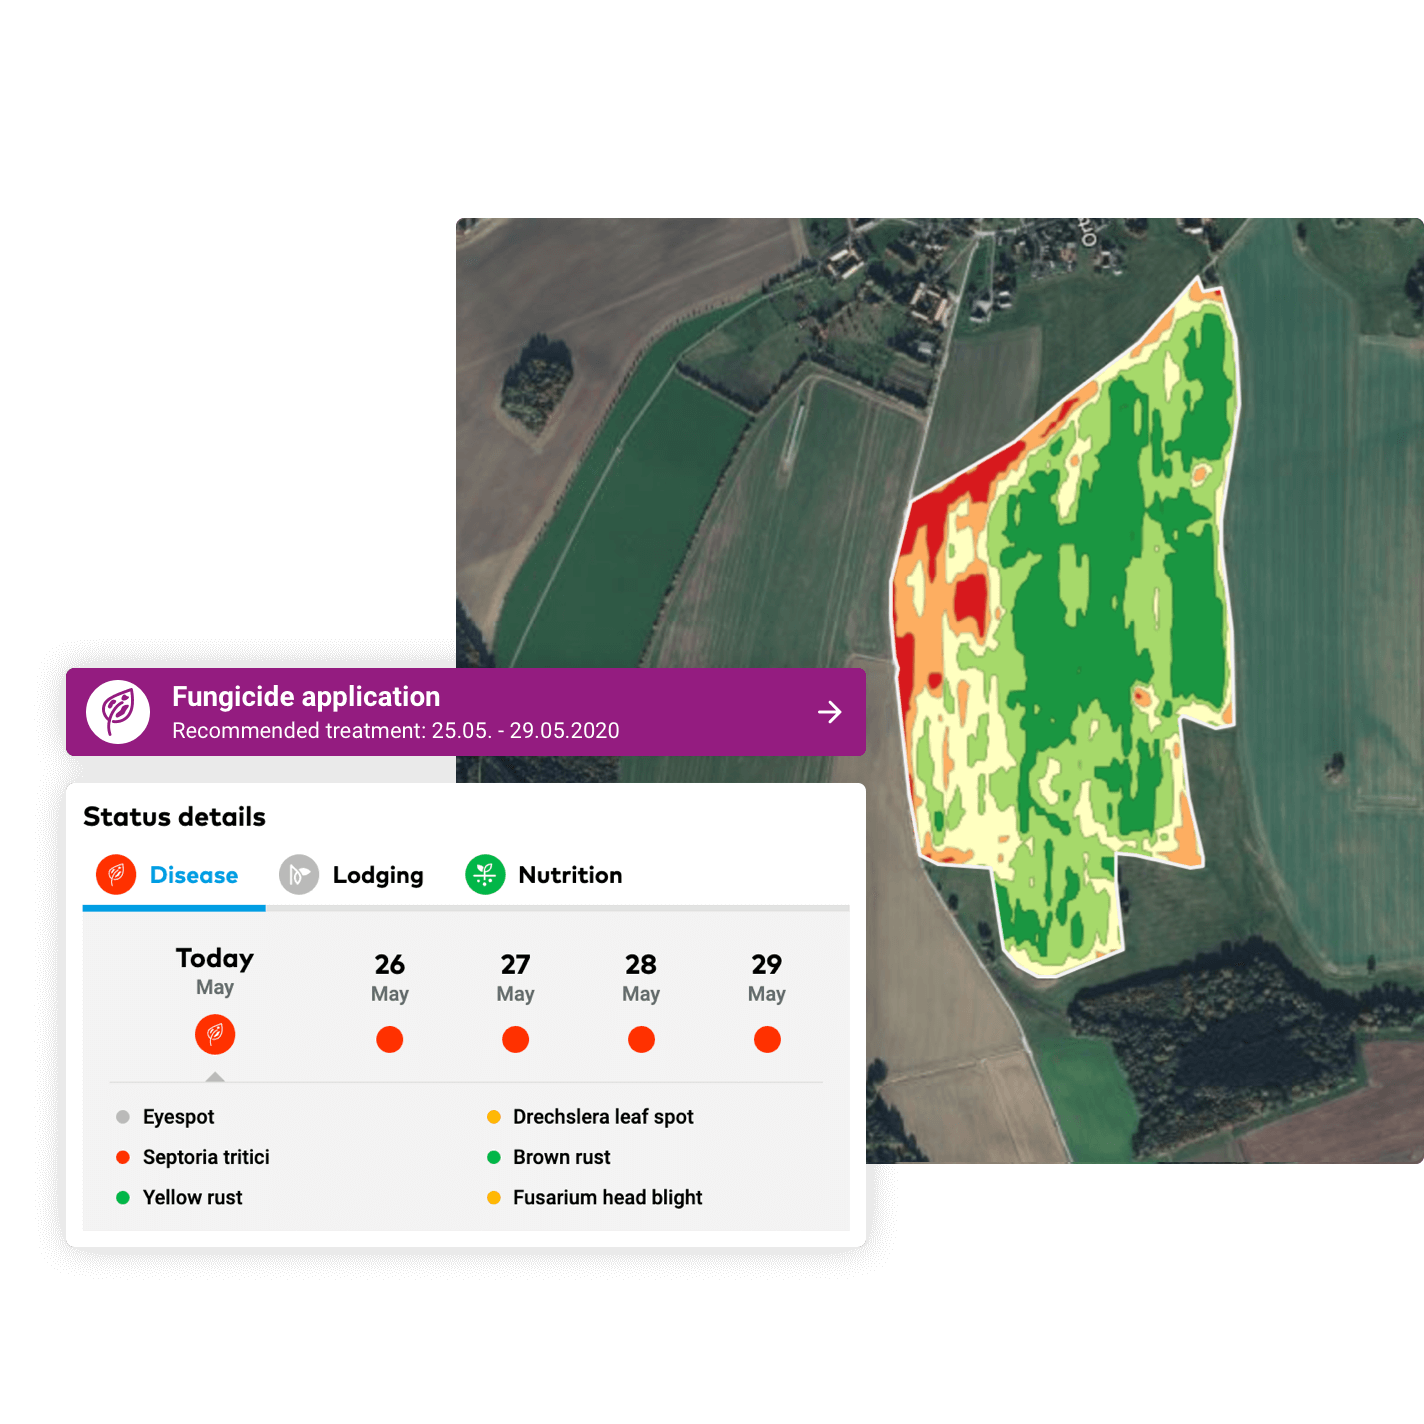 Ort
Fungicide application
Recommended treatment: 25.05. - 29.05.2020
Status details
Disease Lodging Nutrition
Today 26 27 28 29
May May May May May
Eyespot Drechslera leaf spot
Septoria tritici Brown rust
Yellow rust Fusarium head blight